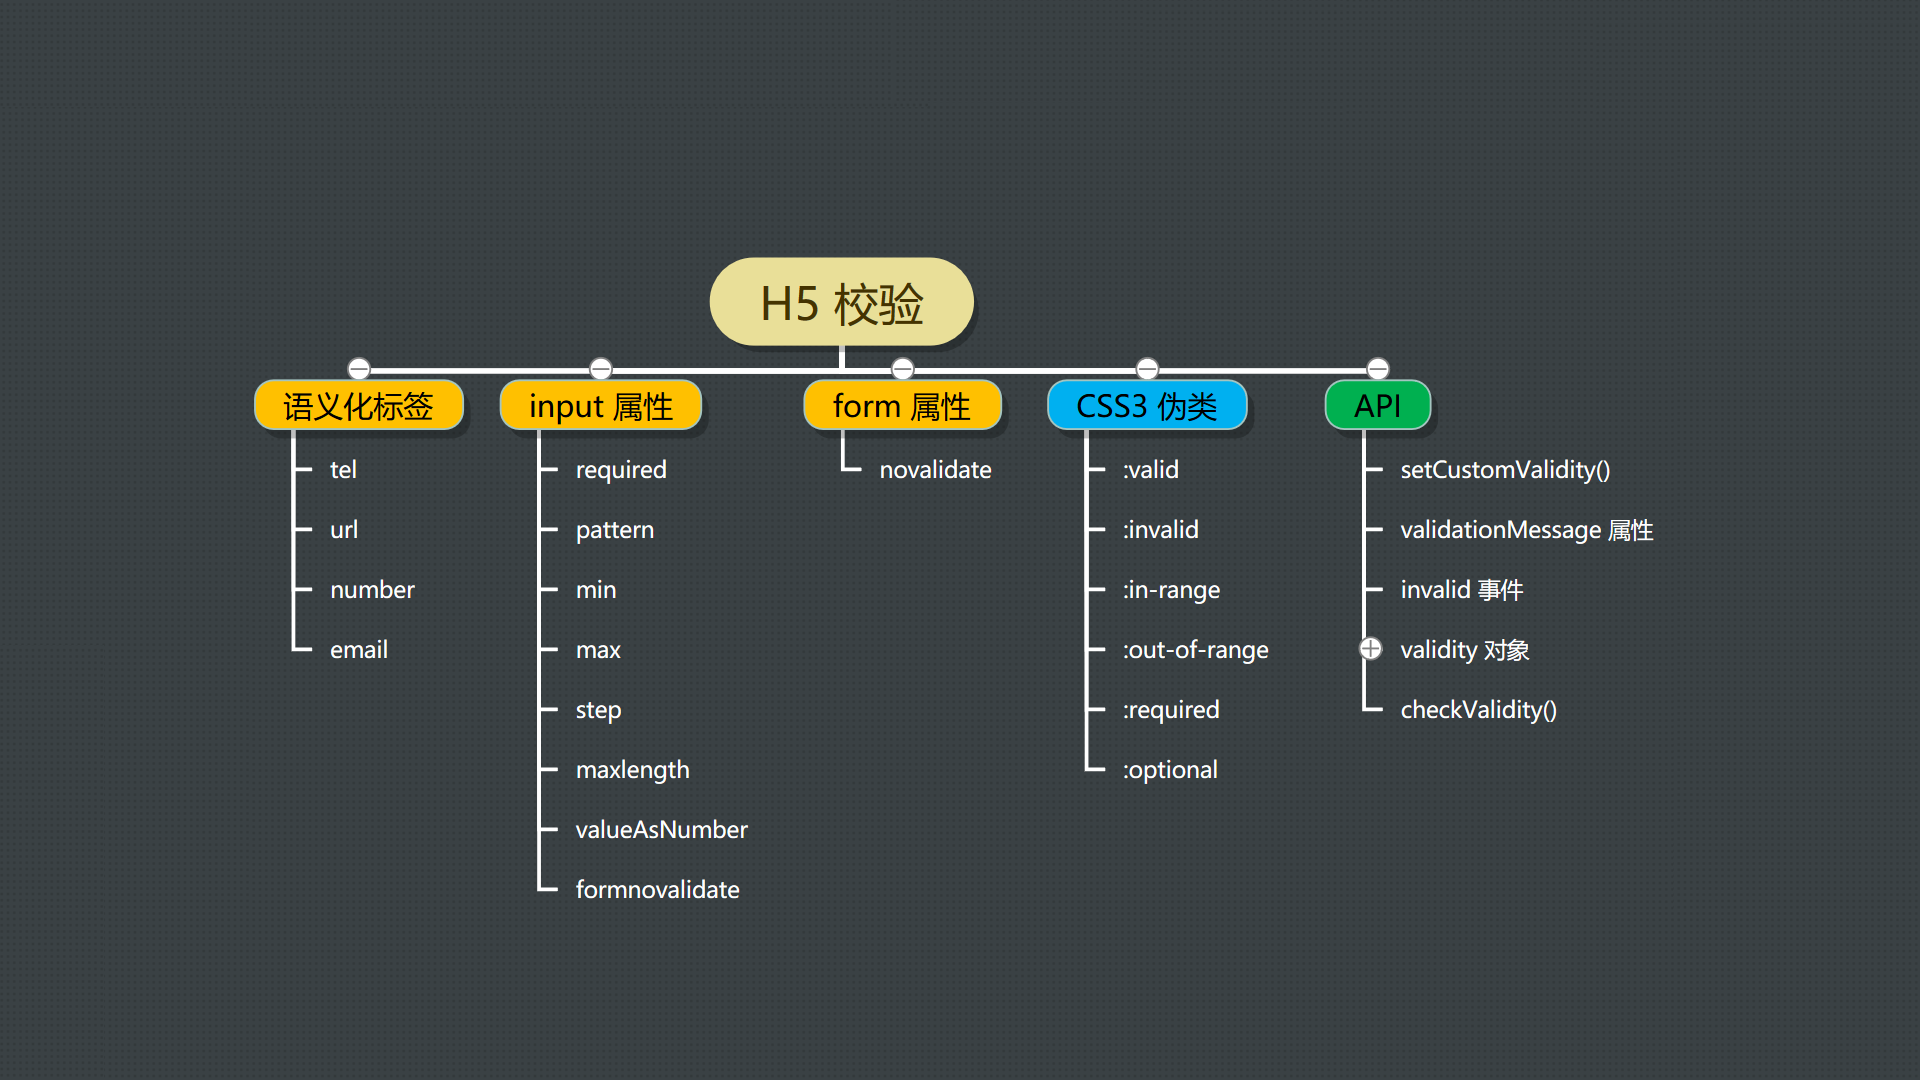 H5 校验
语义化标签
tel
url
number
email
input 属性
required
pattern
min
max
step
maxlength
valueAsNumber
formnovalidate
form 属性
novalidate
CSS3 伪类
:valid
:invalid
:in-range
:out-of-range
:required
:optional
API
setCustomValidity()
validationMessage 属性
invalid 事件
validity 对象
checkValidity()